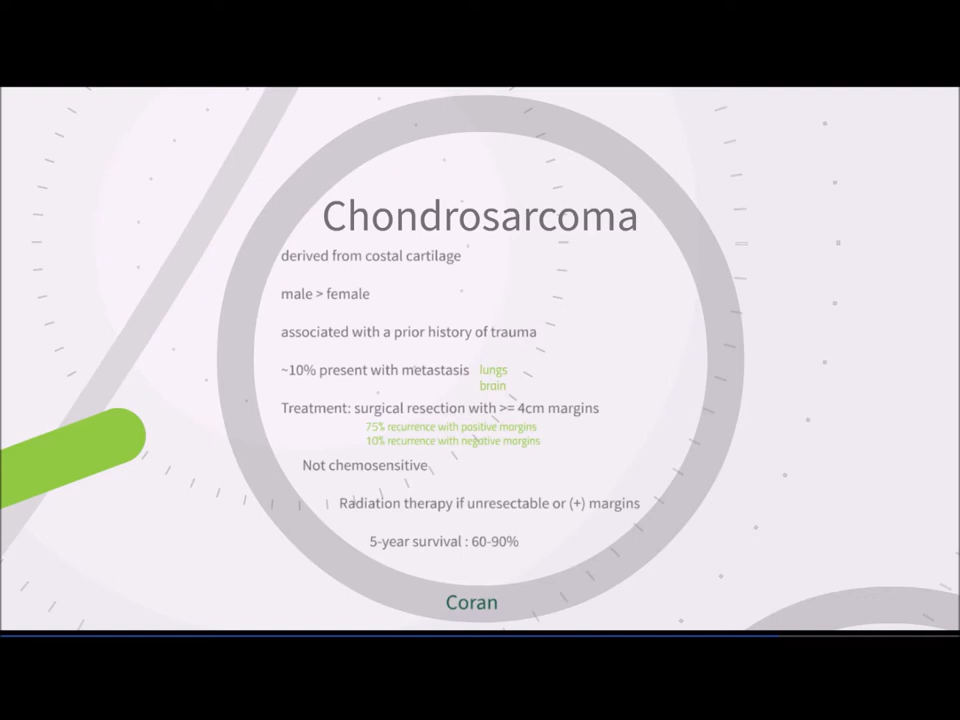 Chondrosarcoma
derived from costal cartilage
male > female
associated with a prior history of trauma
~10% present with metastasis lungs
brain
Treatment: surgical resection with >= 4cm margins
75% recurrence with positive margins
10% recurrence with negative margins
Not chemosensitive
Radiation therapy if unresectable or (+) margins
5-year survival : 60-90%
Coran